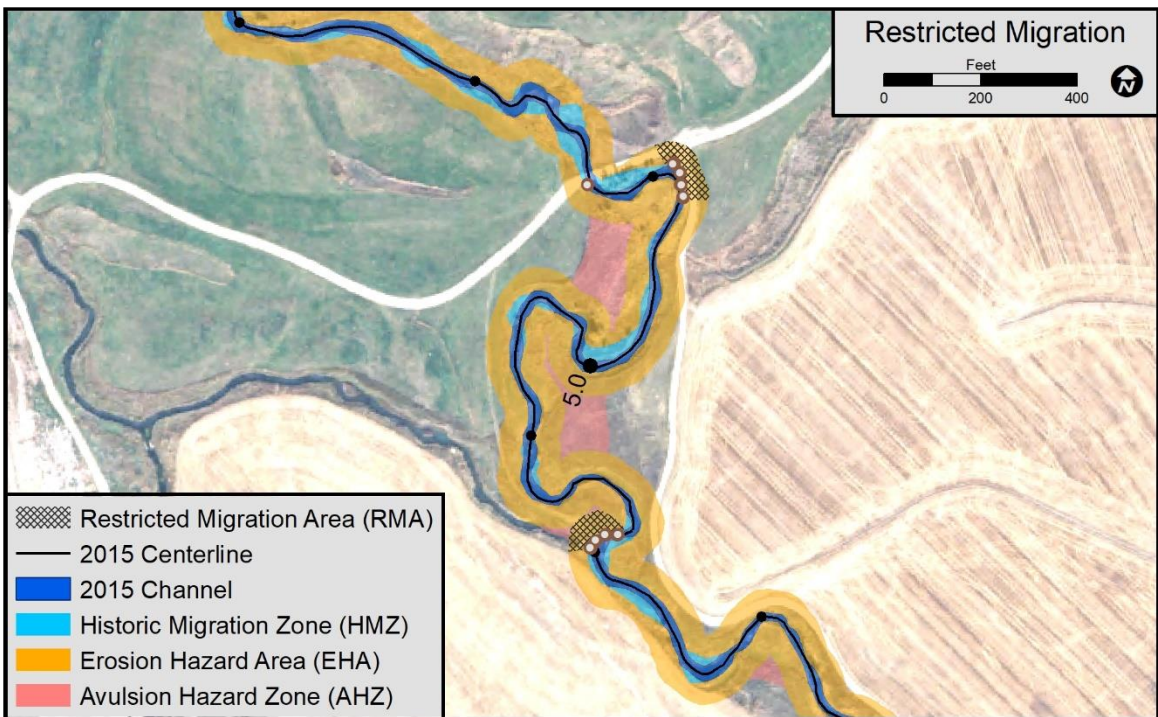 Restricted Migration
Feet
0 200 400
N
5.0
Restricted Migration Area (RMA)
2015 Centerline
2015 Channel
Historic Migration Zone (HMZ)
Erosion Hazard Area (EHA)
Avulsion Hazard Zone (AHZ)